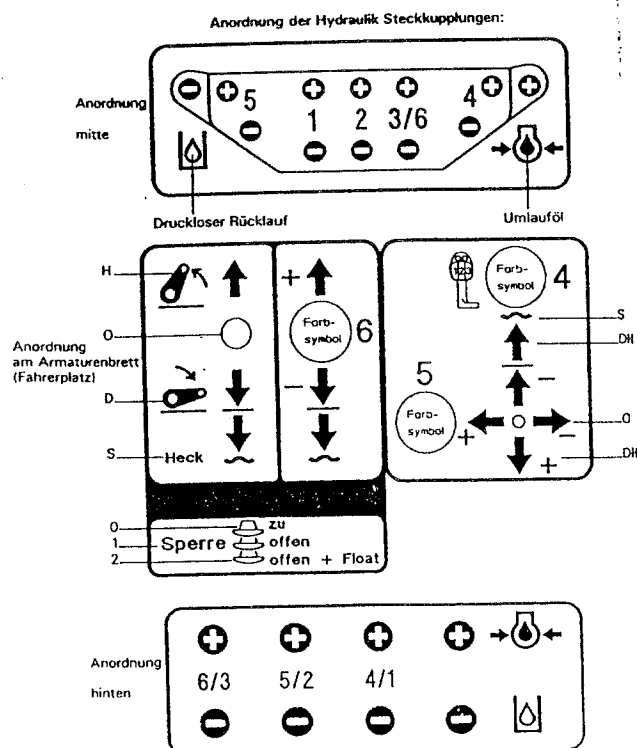 Anordnung der Hydraulik Steckkupplungen:
Anordnung
mitte
5 1 2 3/6 4
Druckloser Rücklauf
Umlauföl
Anordnung
am Armaturenbrett
(Fahrerplatz)
H
O
D
S
Heck
+
Farb-
symbol
6
−
Farb-
symbol
4
S
DH
−
5
Farb-
symbol
+
−
O
+
DH
0
1
2
Sperre
zu
offen
offen + Float
Anordnung
hinten
6/3 5/2 4/1